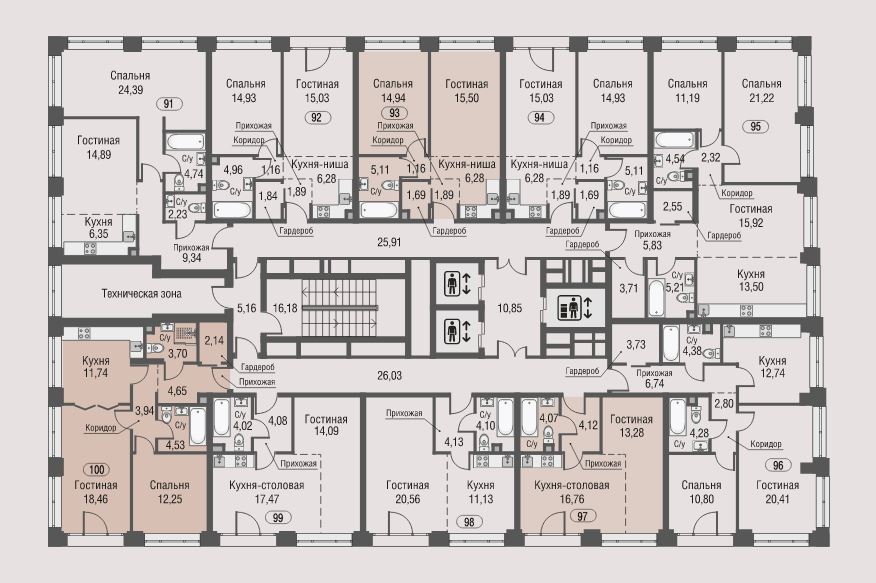 Спальня
24,39
91
Гостиная
14,89
С/у
4,74
С/у
2,23
Кухня
6,35
Прихожая
9,34
Спальня
14,93
Гостиная
15,03
92
Прихожая
Коридор
4,96
С/у
1,16
Кухня-ниша
6,28
1,84
1,89
Гардероб
Спальня
14,94
93
Прихожая
Коридор
Гостиная
15,50
5,11
С/у
1,16
Кухня-ниша
6,28
1,69
1,89
Гардероб
Гостиная
15,03
94
Спальня
14,93
Прихожая
Коридор
Кухня-ниша
6,28
1,16
5,11
С/у
1,89
1,69
Гардероб
Спальня
11,19
Спальня
21,22
95
4,54
С/у
2,32
Коридор
2,55
Гостиная
15,92
Гардероб
Прихожая
5,83
Гардероб
3,71
С/у
5,21
Кухня
13,50
25,91
Техническая зона
5,16
16,18
10,85
26,03
Кухня
11,74
С/у
3,70
2,14
Гардероб
Прихожая
4,65
3,94
Коридор
С/у
4,53
100
Гостиная
18,46
Спальня
12,25
С/у
4,02
4,08
Гостиная
14,09
Прихожая
Кухня-столовая
17,47
99
Прихожая
4,13
С/у
4,10
Гостиная
20,56
Кухня
11,13
98
4,07
С/у
4,12
Гостиная
13,28
Прихожая
Кухня-столовая
16,76
97
Гардероб
3,73
С/у
4,38
Прихожая
6,74
Кухня
12,74
2,80
С/у
4,28
Коридор
96
Спальня
10,80
Гостиная
20,41